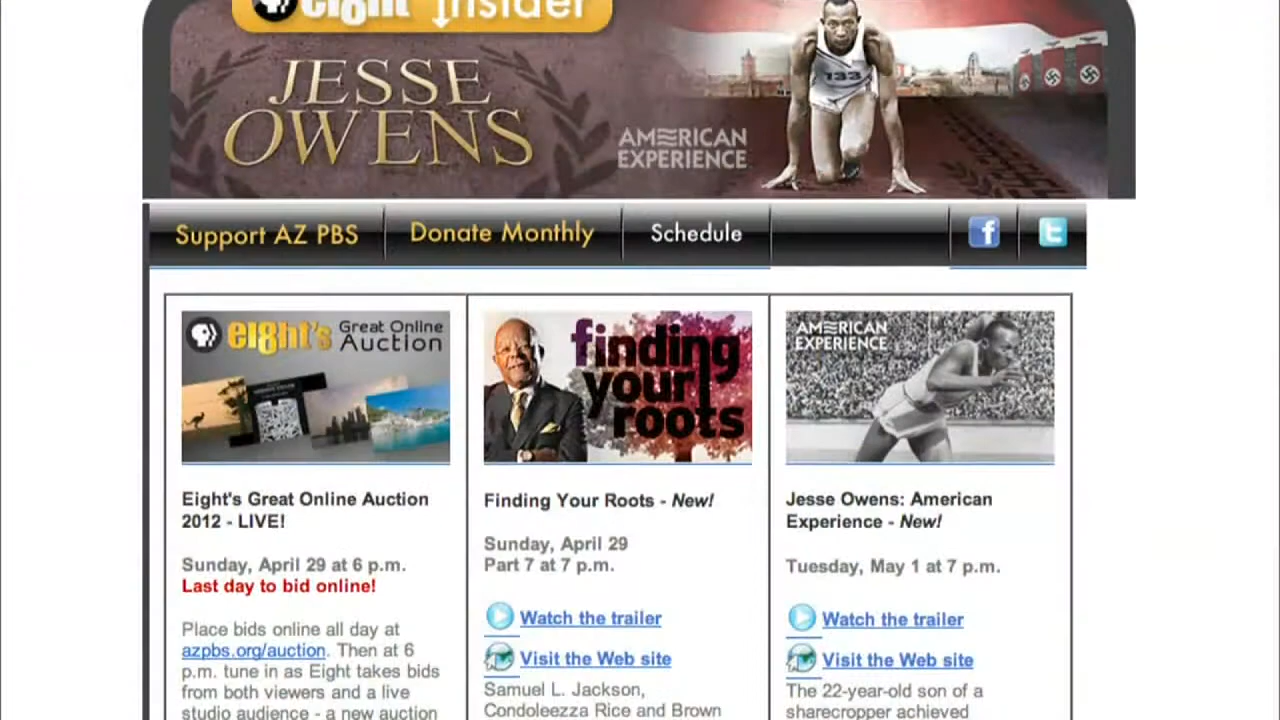 eight insider
JESSE
OWENS
133
AMERICAN
EXPERIENCE
Support AZ PBS
Donate Monthly
Schedule
ei8ht's Great Online
Auction
finding
your
roots
AMERICAN
EXPERIENCE
Eight's Great Online Auction
2012 - LIVE!
Sunday, April 29 at 6 p.m.
Last day to bid online!
Place bids online all day at
azpbs.org/auction. Then at 6
p.m. tune in as Eight takes bids
from both viewers and a live
studio audience - a new auction
Finding Your Roots - New!
Sunday, April 29
Part 7 at 7 p.m.
Watch the trailer
Visit the Web site
Samuel L. Jackson,
Condoleezza Rice and Brown
Jesse Owens: American
Experience - New!
Tuesday, May 1 at 7 p.m.
Watch the trailer
Visit the Web site
The 22-year-old son of a
sharecropper achieved